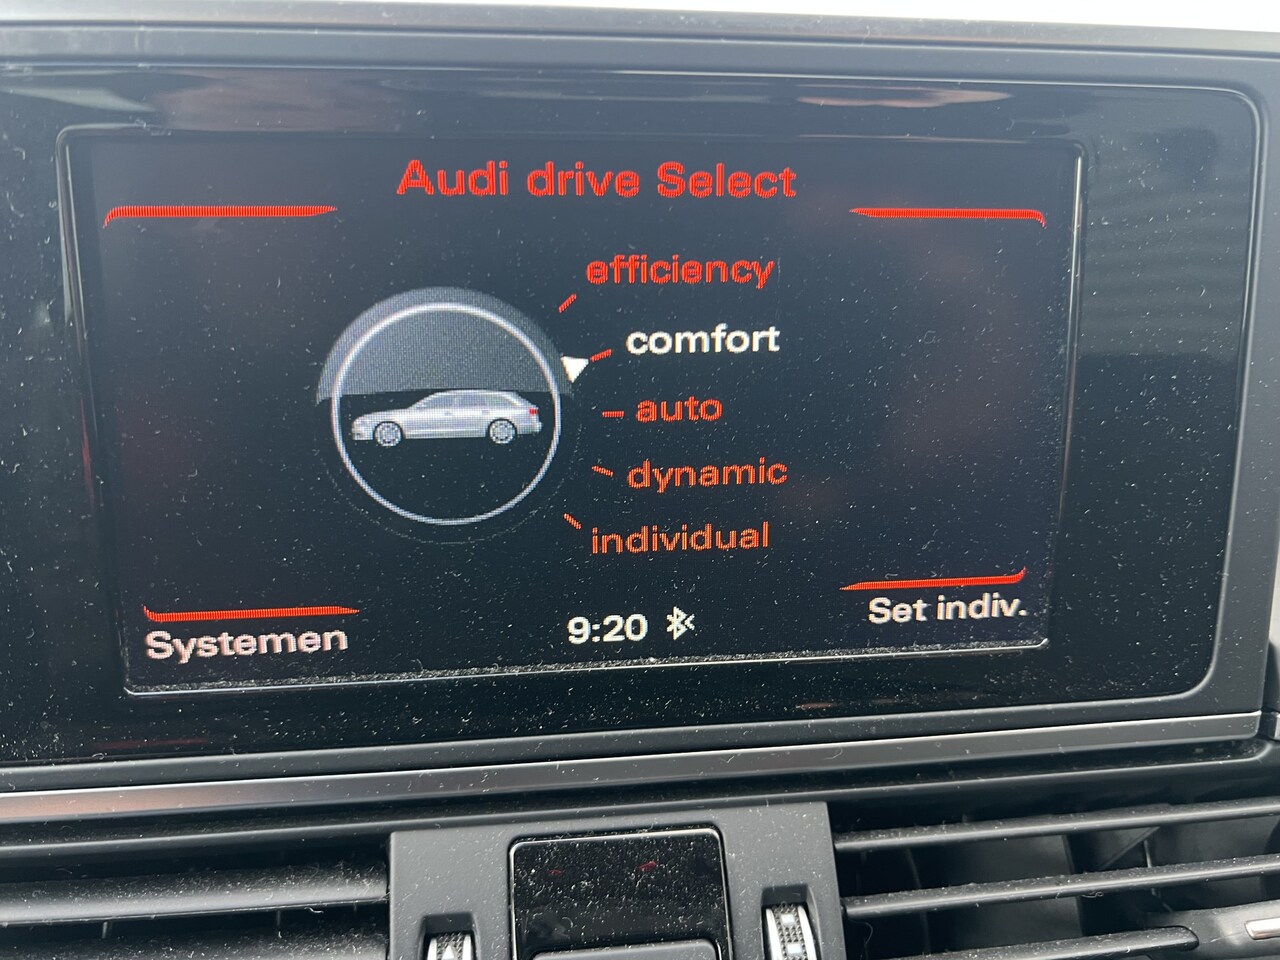 Audi drive Select
efficiency
comfort
auto
dynamic
individual
Systemen
9:20
Set indiv.